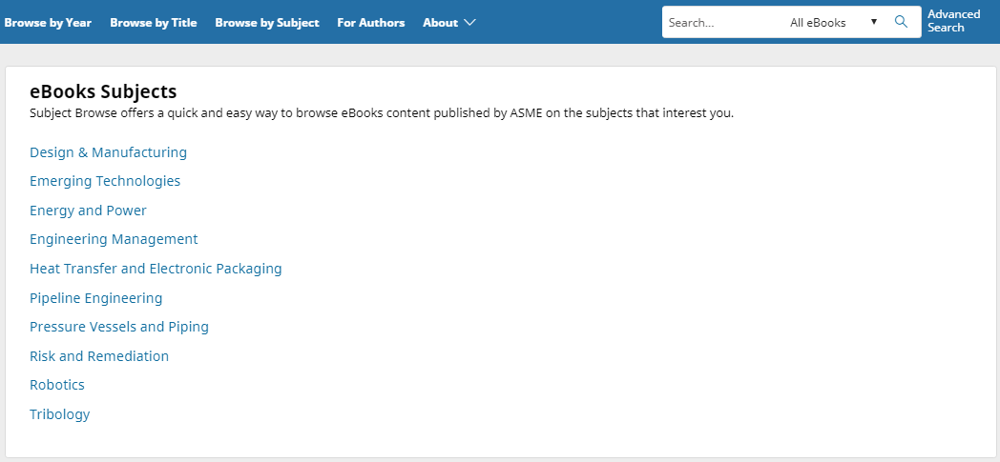 Browse by Year Browse by Title Browse by Subject For Authors About Search... All eBooks Advanced Search
eBooks Subjects
Subject Browse offers a quick and easy way to browse eBooks content published by ASME on the subjects that interest you.
Design & Manufacturing
Emerging Technologies
Energy and Power
Engineering Management
Heat Transfer and Electronic Packaging
Pipeline Engineering
Pressure Vessels and Piping
Risk and Remediation
Robotics
Tribology